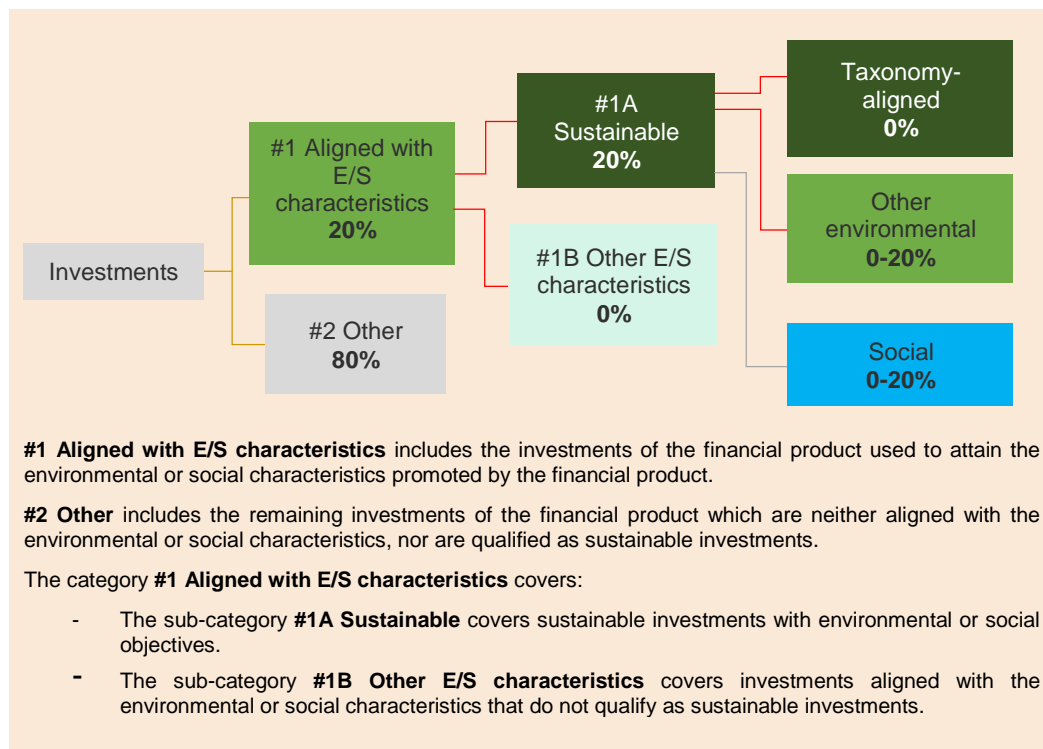 Investments
#1 Aligned with
E/S
characteristics
20%
#2 Other
80%
#1A
Sustainable
20%
#1B Other E/S
characteristics
0%
Taxonomy-
aligned
0%
Other
environmental
0-20%
Social
0-20%
#1 Aligned with E/S characteristics includes the investments of the financial product used to attain the
environmental or social characteristics promoted by the financial product.
#2 Other includes the remaining investments of the financial product which are neither aligned with the
environmental or social characteristics, nor are qualified as sustainable investments.
The category #1 Aligned with E/S characteristics covers:
- The sub-category #1A Sustainable covers sustainable investments with environmental or social
objectives.
- The sub-category #1B Other E/S characteristics covers investments aligned with the
environmental or social characteristics that do not qualify as sustainable investments.